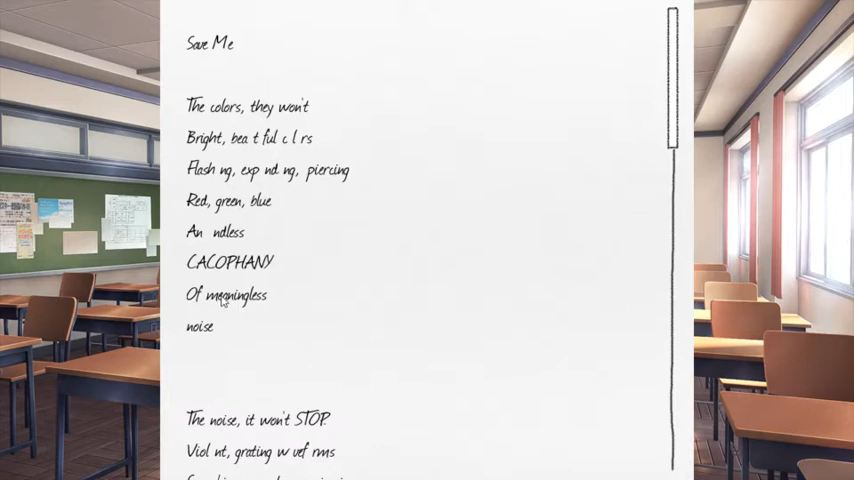 Save Me
The colors, they won't
Bright, bea t ful c l rs
Flash ng, exp nd ng, piercing
Red, green, blue
An  ndless
CACOPHANY
Of meaningless
noise
The noise, it won't STOP.
Viol nt, grating w vef rms